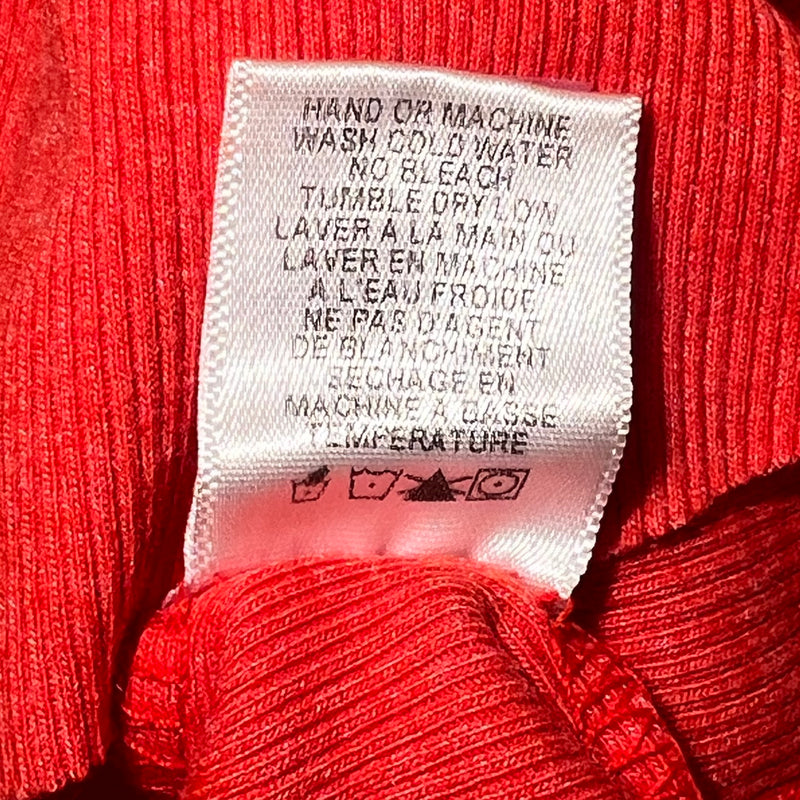 HAND OR MACHINE
WASH COLD WATER
NO BLEACH
TUMBLE DRY LOW
LAVER A LA MAIN OU
LAVER EN MACHINE
A L'EAU FROIDE
NE PAS D'AGENT
DE BLANCHIMENT
SECHAGE EN
MACHINE A BASSE
TEMPERATURE